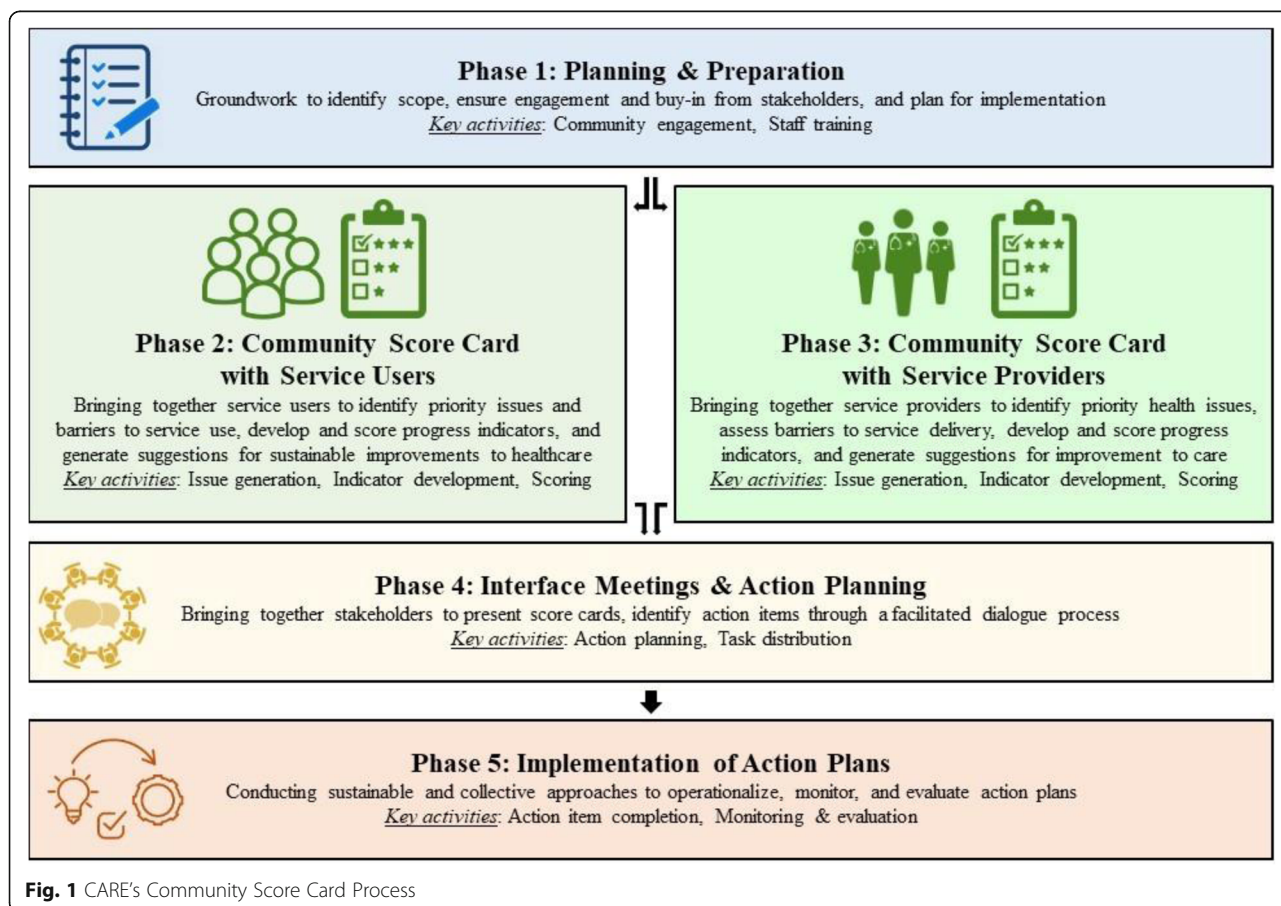 Phase 1: Planning & Preparation
Groundwork to identify scope, ensure engagement and buy-in from stakeholders, and plan for implementation
Key activities: Community engagement, Staff training
Phase 2: Community Score Card
with Service Users
Bringing together service users to identify priority issues and
barriers to service use, develop and score progress indicators, and
generate suggestions for sustainable improvements to healthcare
Key activities: Issue generation, Indicator development, Scoring
Phase 3: Community Score Card
with Service Providers
Bringing together service providers to identify priority health issues,
assess barriers to service delivery, develop and score progress
indicators, and generate suggestions for improvement to care
Key activities: Issue generation, Indicator development, Scoring
Phase 4: Interface Meetings & Action Planning
Bringing together stakeholders to present score cards, identify action items through a facilitated dialogue process
Key activities: Action planning, Task distribution
Phase 5: Implementation of Action Plans
Conducting sustainable and collective approaches to operationalize, monitor, and evaluate action plans
Key activities: Action item completion, Monitoring & evaluation
Fig. 1 CARE's Community Score Card Process